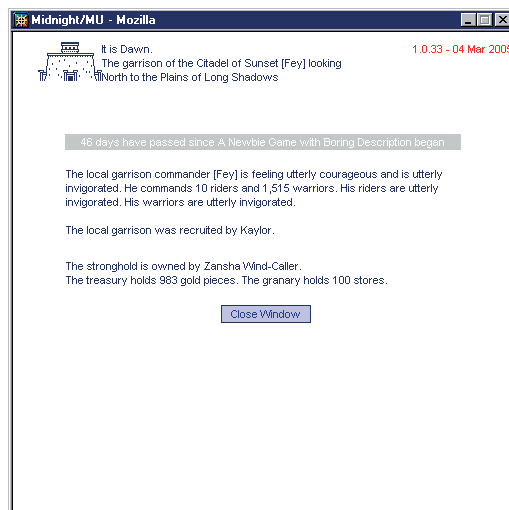 Midnight/MU - Mozilla
It is Dawn.
1.0.33 - 04 Mar 2005
The garrison of the Citadel of Sunset [Fey] looking
North to the Plains of Long Shadows
46 days have passed since A Newbie Game with Boring Description began
The local garrison commander [Fey] is feeling utterly courageous and is utterly
invigorated. He commands 10 riders and 1,515 warriors. His riders are utterly
invigorated. His warriors are utterly invigorated.
The local garrison was recruited by Kaylor.
The stronghold is owned by Zansha Wind-Caller.
The treasury holds 983 gold pieces. The granary holds 100 stores.
Close Window